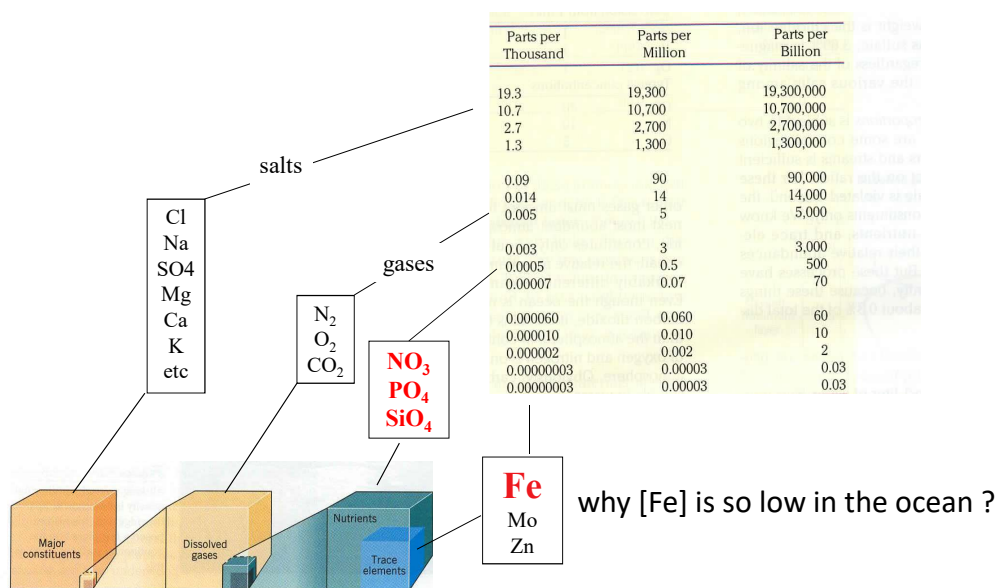 Parts per Thousand Parts per Million Parts per Billion
19.3 19,300 19,300,000
10.7 10,700 10,700,000
2.7 2,700 2,700,000
1.3 1,300 1,300,000
0.09 90 90,000
0.014 14 14,000
0.005 5 5,000
0.003 3 3,000
0.0005 0.5 500
0.00007 0.07 70
0.000060 0.060 60
0.000010 0.010 10
0.000002 0.002 2
0.00000003 0.00003 0.03
0.00000003 0.00003 0.03
salts
Cl
Na
SO4
Mg
Ca
K
etc
gases
N₂
O₂
CO₂
NO₃
PO₄
SiO₄
Fe
Mo
Zn
why [Fe] is so low in the ocean ?
Major
constituents
Dissolved
gases
Nutrients
Trace
elements